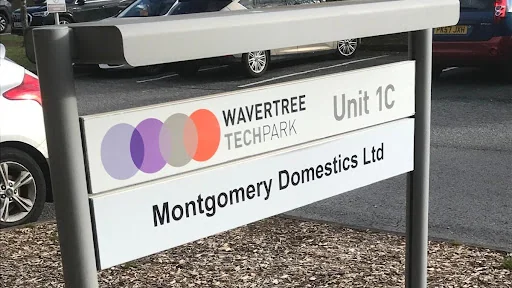 WAVERTREE
TECHPARK
Unit 1C
Montgomery Domestics Ltd